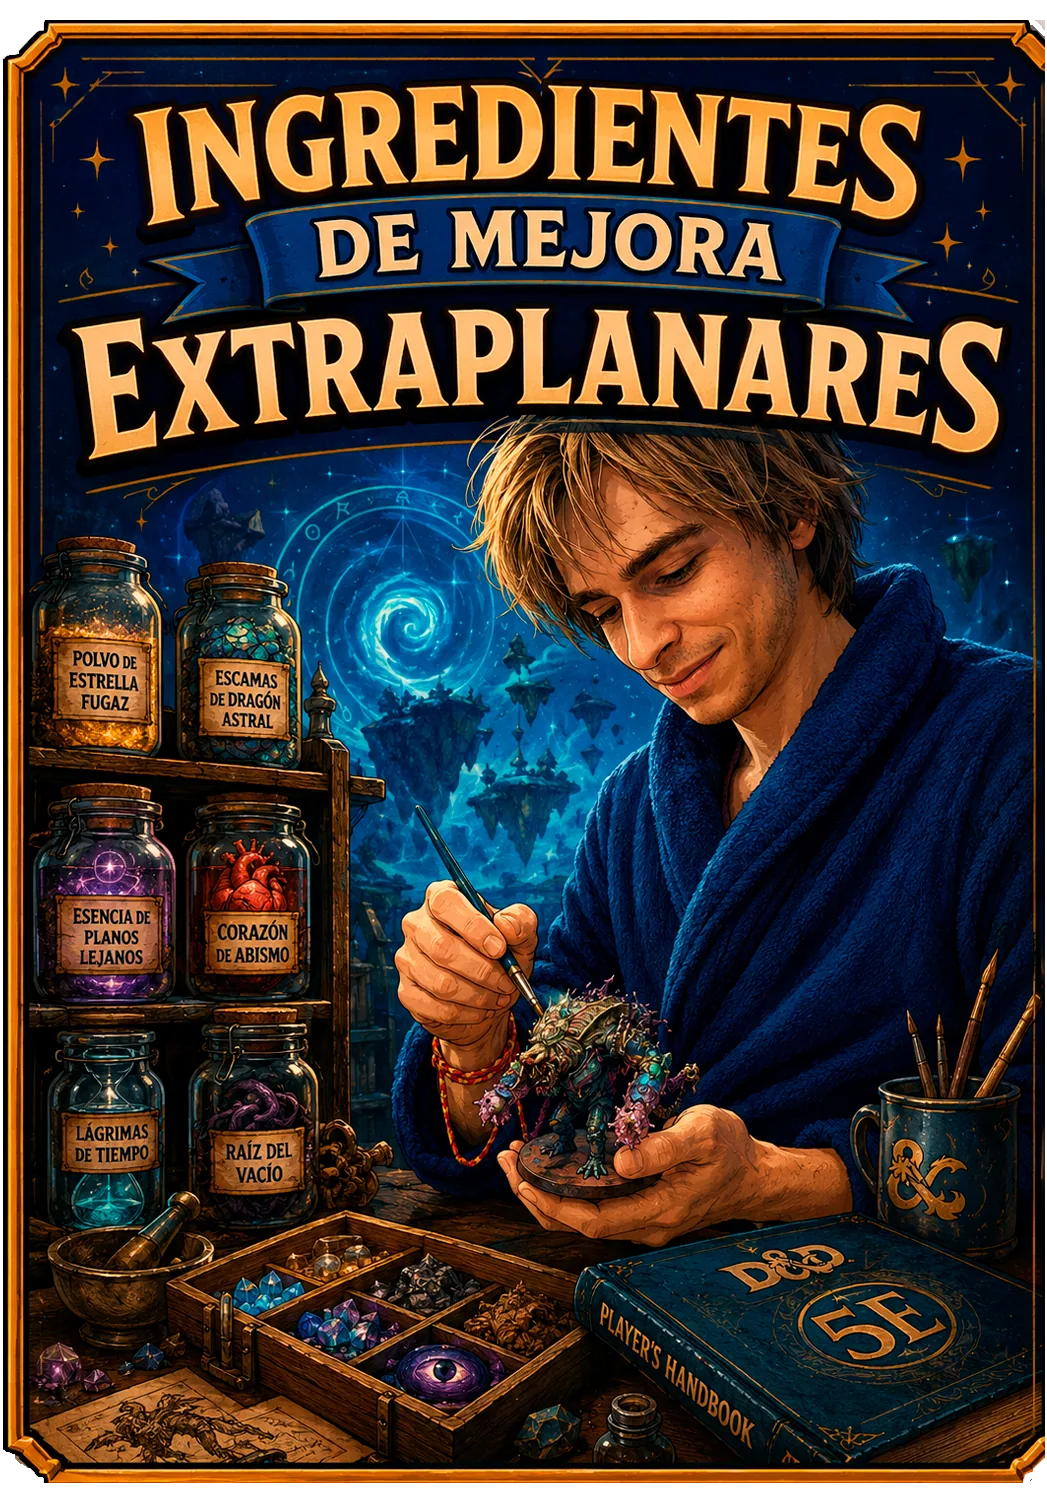 INGREDIENTES
DE MEJORA
EXTRAPLANARES
POLVO DE
ESTRELLA
FUGAZ
ESCAMAS
DE DRAGÓN
ASTRAL
ESENCIA DE
PLANOS
LEJANOS
CORAZÓN
DE ABISMO
LÁGRIMAS
DE TIEMPO
RAÍZ DEL
VACÍO
D&D
5E
PLAYER'S HANDBOOK